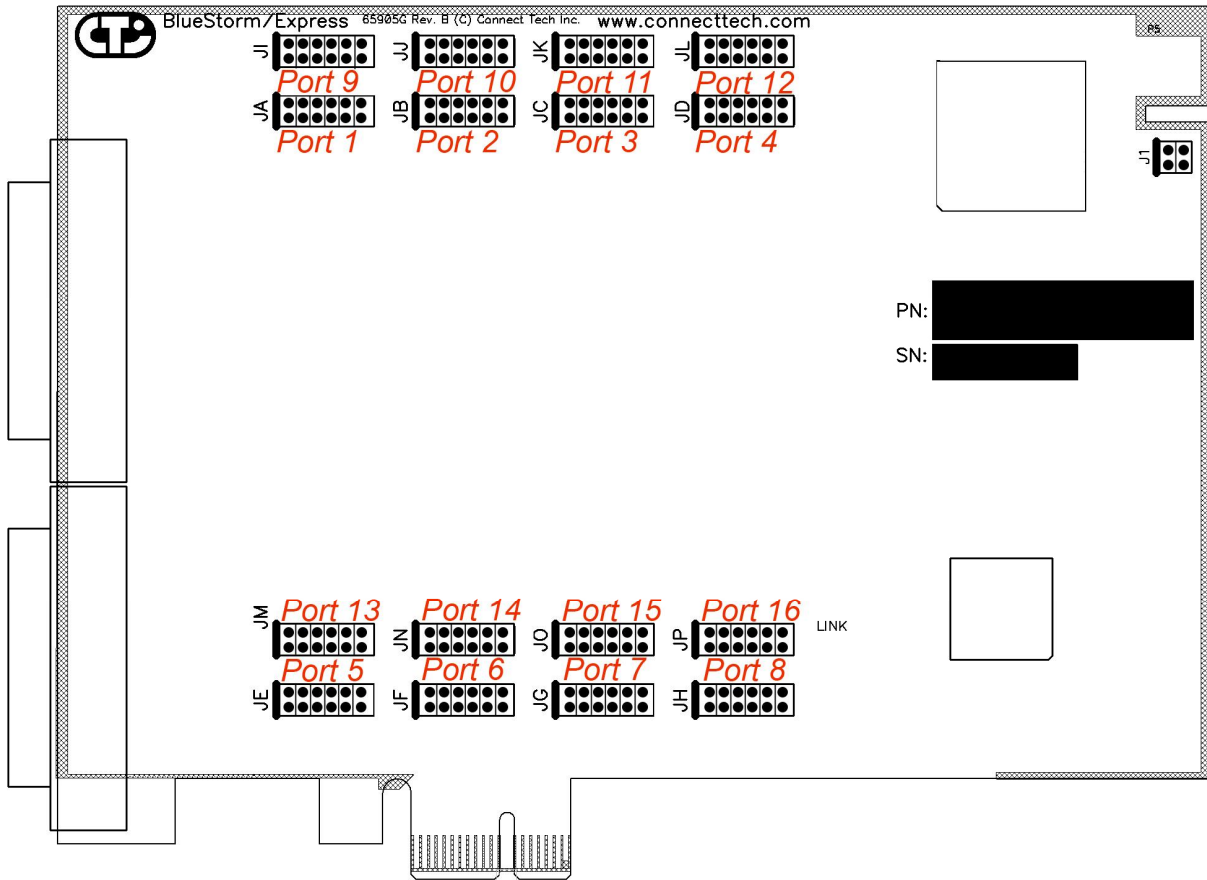 CTI BlueStorm/Express 65905G Rev. B (C) Connect Tech Inc. www.connecttech.com
P5
JI JJ JK JL
Port 9 Port 10 Port 11 Port 12
JA JB JC JD
Port 1 Port 2 Port 3 Port 4
J1
PN:
SN:
JM Port 13 Port 14 Port 15 Port 16
JN JO JP LINK
Port 5 Port 6 Port 7 Port 8
JE JF JG JH